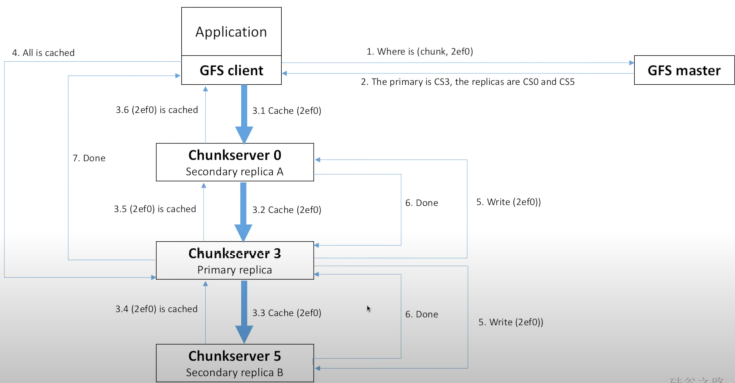 Application
4. All is cached
1. Where is (chunk, 2ef0)
GFS client
GFS master
2. The primary is CS3, the replicas are CS0 and CS5
3.6 (2ef0) is cached
3.1 Cache (2ef0)
Chunkserver 0
7. Done
Secondary replica A
6. Done
5. Write (2ef0))
3.5 (2ef0) is cached
3.2 Cache (2ef0)
Chunkserver 3
Primary replica
3.4 (2ef0) is cached
3.3 Cache (2ef0)
6. Done
5. Write (2ef0))
Chunkserver 5
Secondary replica B